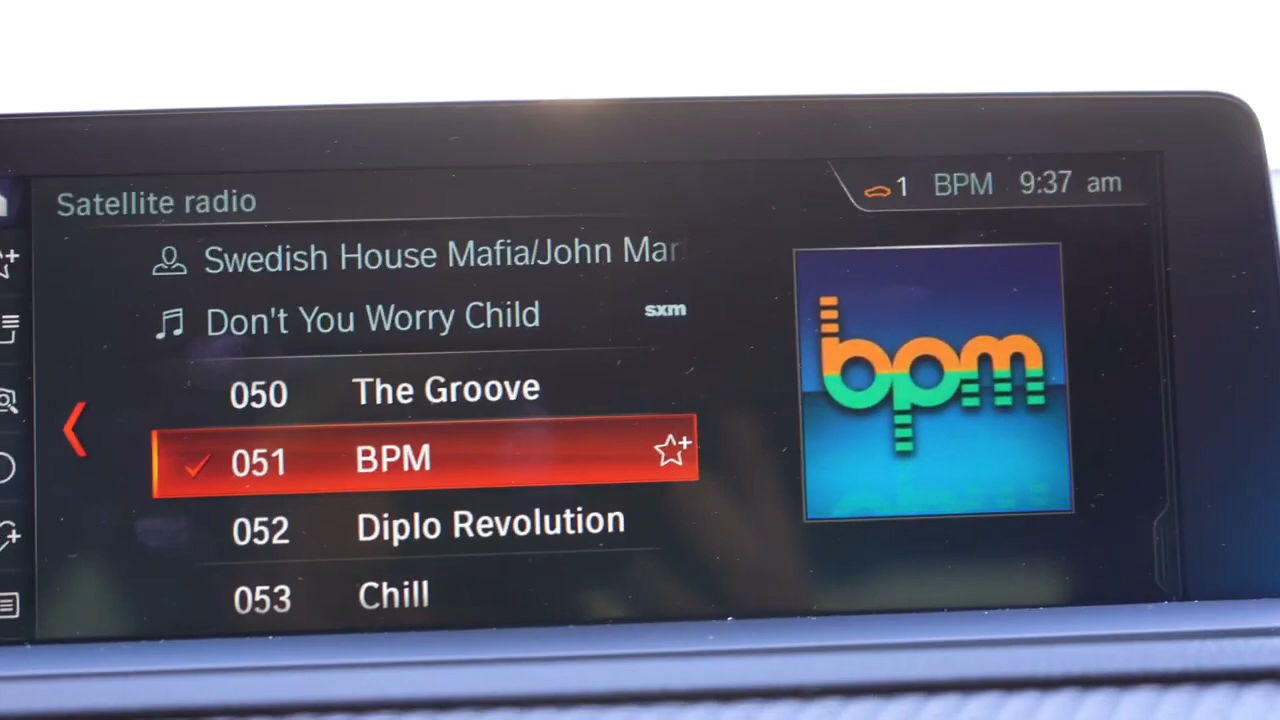 Satellite radio
1 BPM 9:37 am
Swedish House Mafia/John Mar
Don't You Worry Child sxm
050 The Groove
051 BPM
052 Diplo Revolution
053 Chill
bpm